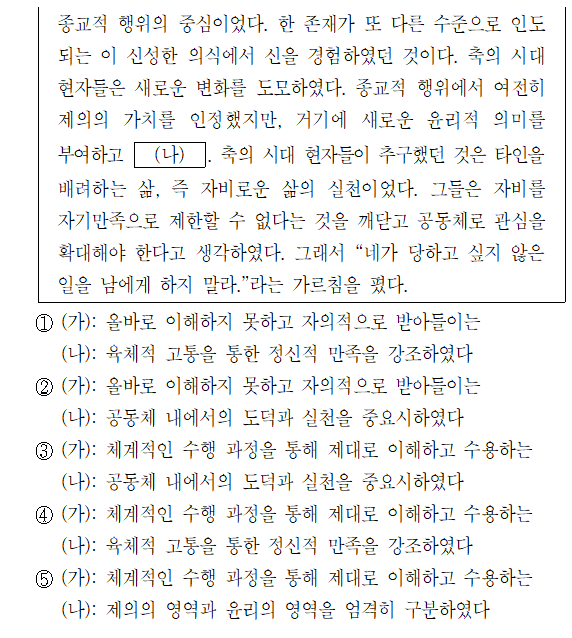 종교적 행위의 중심이었다. 한 존재가 또 다른 수준으로 인도
되는 이 신성한 의식에서 신을 경험하였던 것이다. 축의 시대
현자들은 새로운 변화를 도모하였다. 종교적 행위에서 여전히
제의의 가치를 인정했지만, 거기에 새로운 윤리적 의미를
부여하고 (나) . 축의 시대 현자들이 추구했던 것은 타인을
배려하는 삶, 즉 자비로운 삶의 실천이었다. 그들은 자비를
자기만족으로 제한할 수 없다는 것을 깨닫고 공동체로 관심을
확대해야 한다고 생각하였다. 그래서 “네가 당하고 싶지 않은
일을 남에게 하지 말라.”라는 가르침을 폈다.
① (가): 올바로 이해하지 못하고 자의적으로 받아들이는
(나): 육체적 고통을 통한 정신적 만족을 강조하였다
② (가): 올바로 이해하지 못하고 자의적으로 받아들이는
(나): 공동체 내에서의 도덕과 실천을 중요시하였다
③ (가): 체계적인 수행 과정을 통해 제대로 이해하고 수용하는
(나): 공동체 내에서의 도덕과 실천을 중요시하였다
④ (가): 체계적인 수행 과정을 통해 제대로 이해하고 수용하는
(나): 육체적 고통을 통한 정신적 만족을 강조하였다
⑤ (가): 체계적인 수행 과정을 통해 제대로 이해하고 수용하는
(나): 제의의 영역과 윤리의 영역을 엄격히 구분하였다